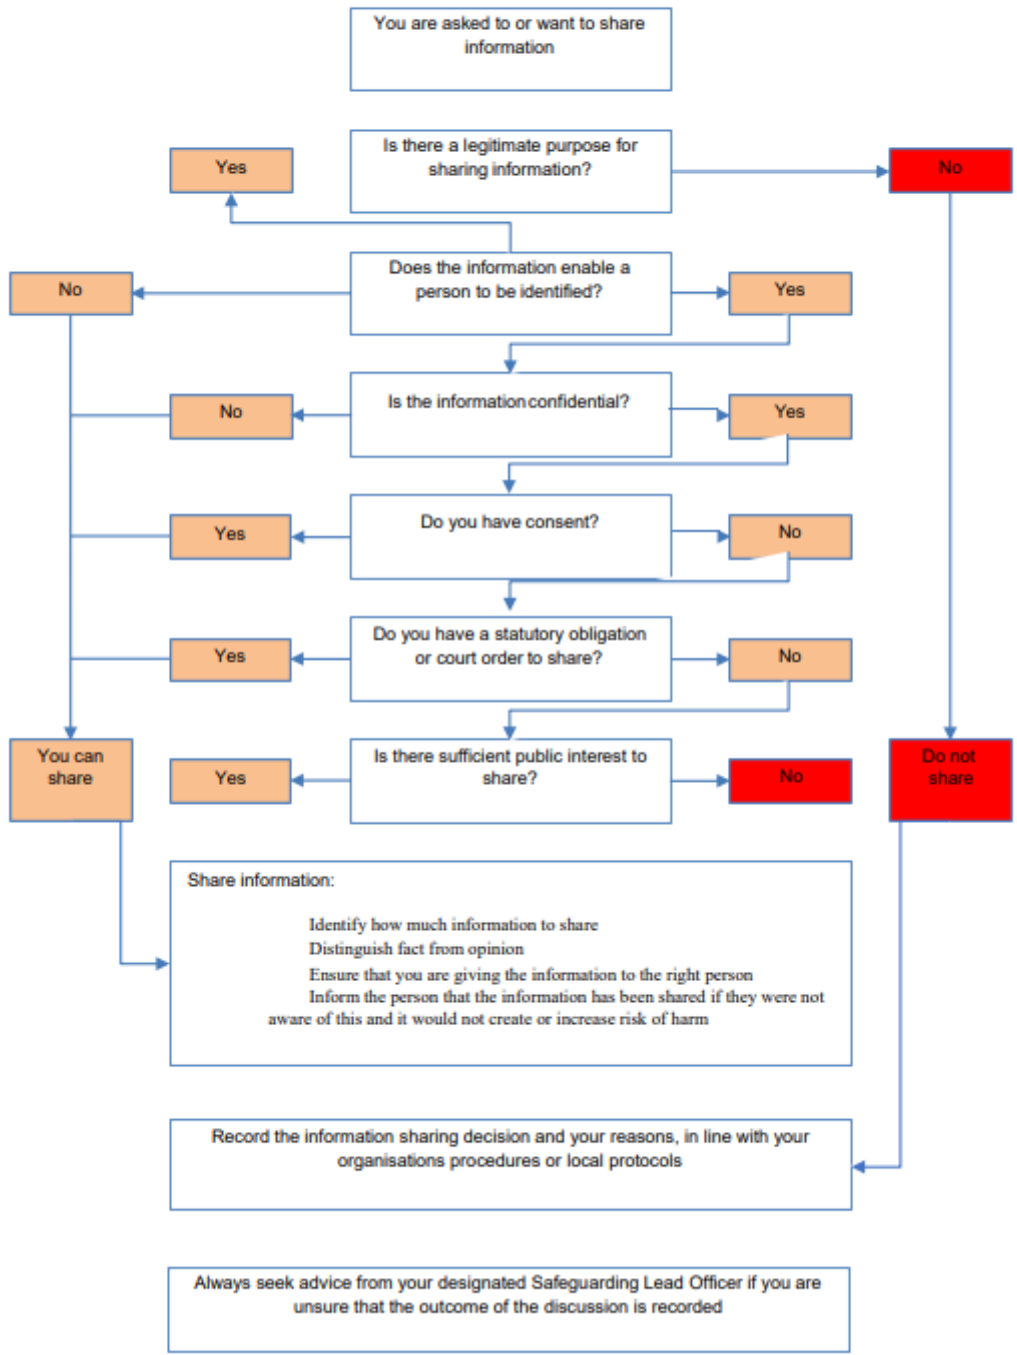 You are asked to or want to share
information
Is there a legitimate purpose for
sharing information?
Yes
No
Does the information enable a
person to be identified?
No
Yes
Is the information confidential?
No
Yes
Do you have consent?
Yes
No
Do you have a statutory obligation
or court order to share?
Yes
No
Is there sufficient public interest to
share?
Yes
No
You can
share
Do not
share
Share information:
Identify how much information to share
Distinguish fact from opinion
Ensure that you are giving the information to the right person
Inform the person that the information has been shared if they were not
aware of this and it would not create or increase risk of harm
Record the information sharing decision and your reasons, in line with your
organisations procedures or local protocols
Always seek advice from your designated Safeguarding Lead Officer if you are
unsure that the outcome of the discussion is recorded